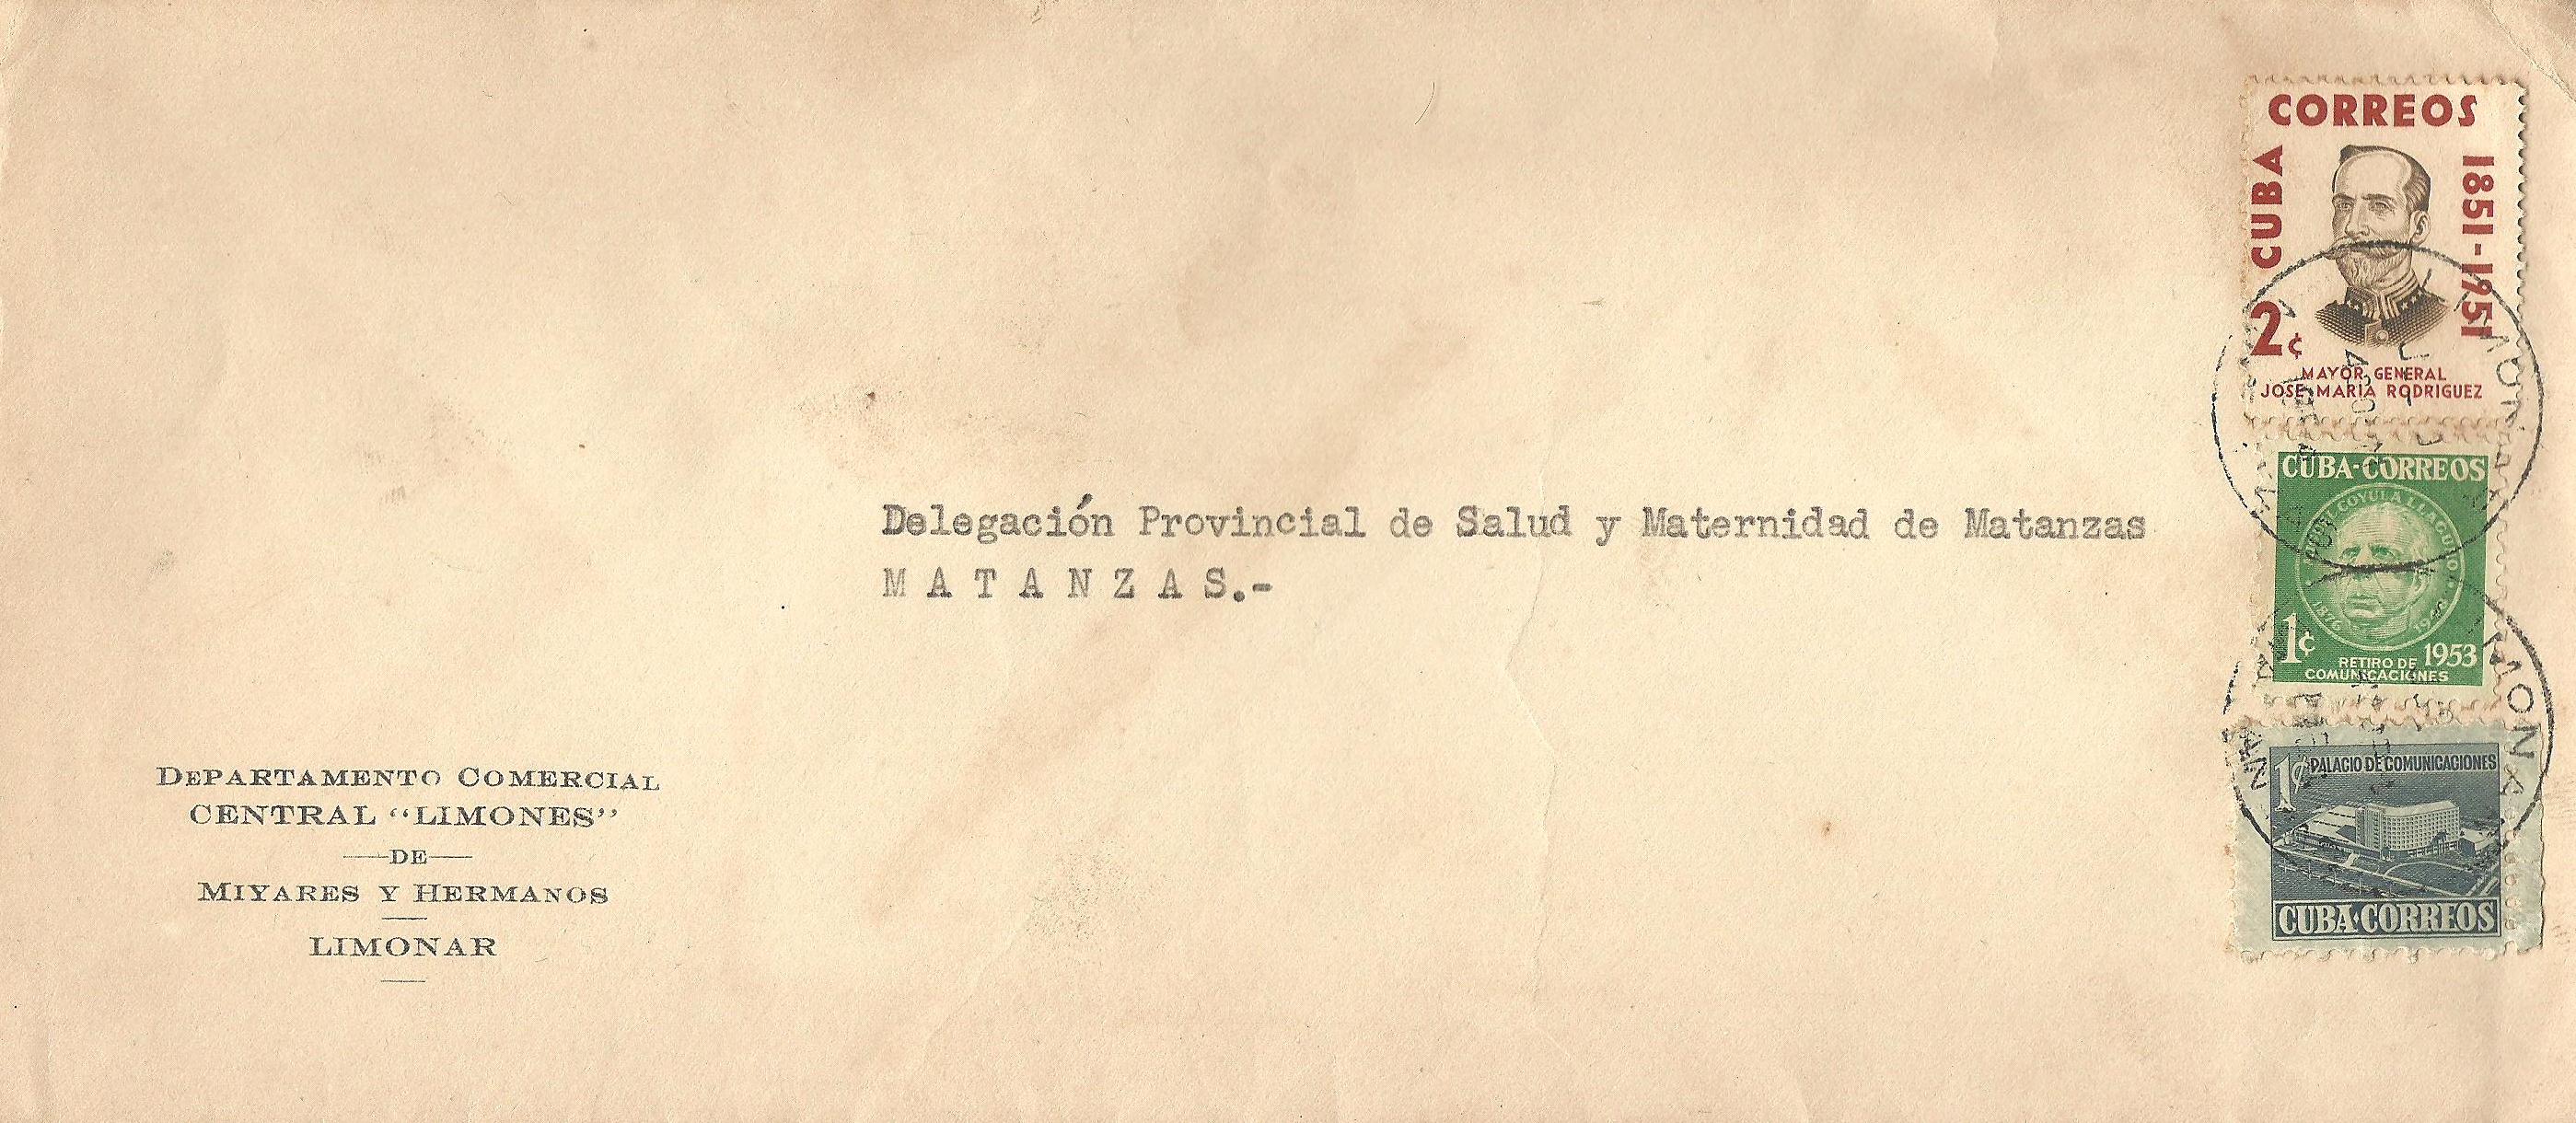 CORREOS
CUBA
1851-1951
2¢
MAYOR GENERAL
JOSE MARIA RODRIGUEZ
CUBA-CORREOS
1¢
1953
RETIRO DE
COMUNICACIONES
1¢ PALACIO DE COMUNICACIONES
CUBA·CORREOS
Delegación Provincial de Salud y Maternidad de Matanzas
M A T A N Z A S.-
DEPARTAMENTO COMERCIAL
CENTRAL “LIMONES”
DE
MIYARES Y HERMANOS
LIMONAR